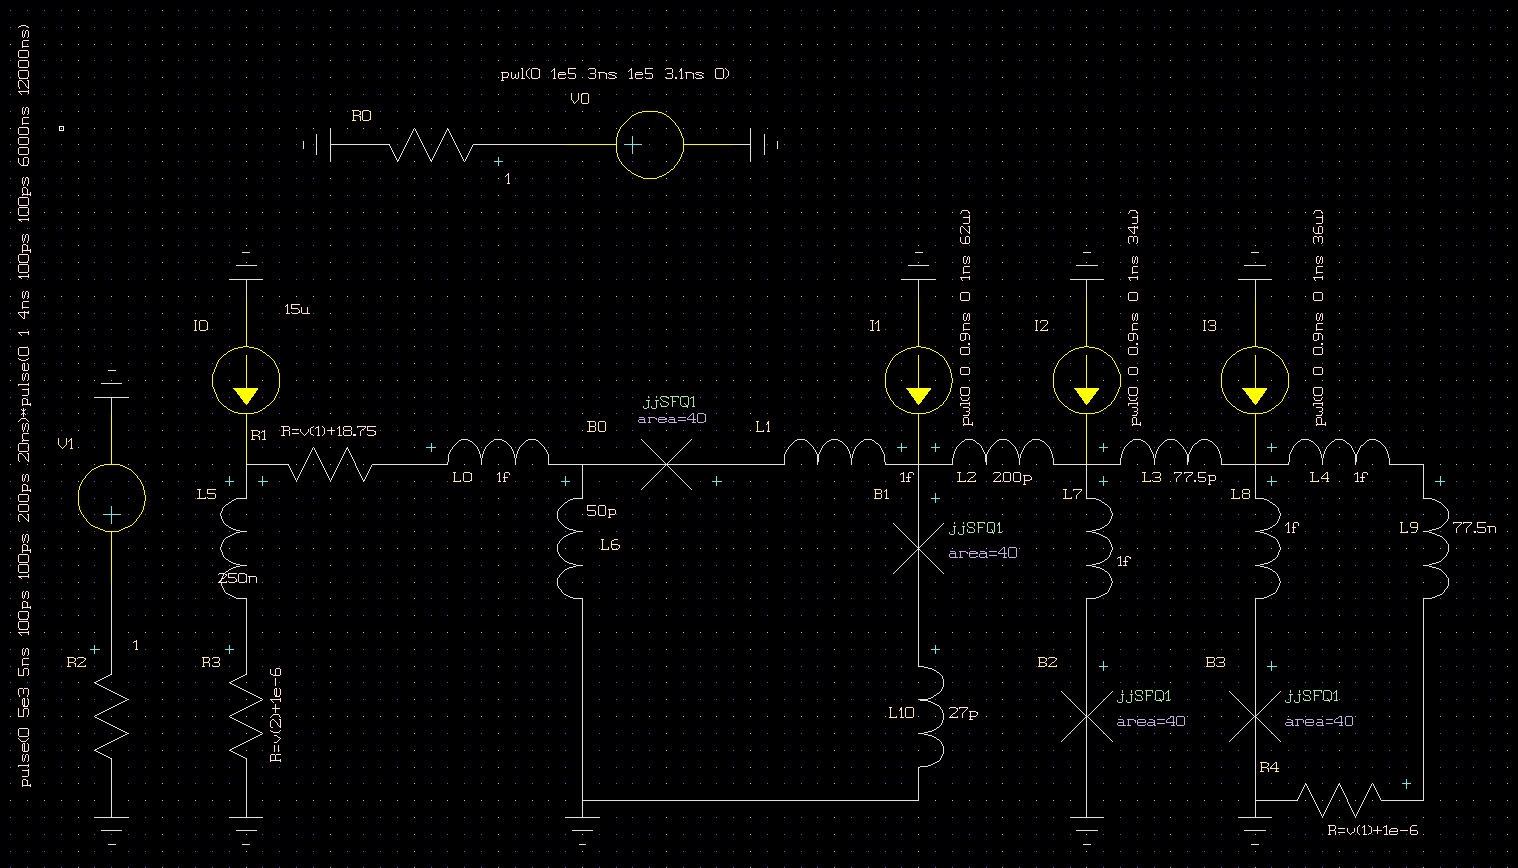 pulse(0 5e3 5ns 100ps 100ps 200ps 20ns)*pulse(0 1 4ns 100ps 100ps 6000ns 12000ns)
pwl(0 1e5 3ns 1e5 3.1ns 0)
V0
R0
1
pwl(0 0 0.9ns 0 1ns 62u)
pwl(0 0 0.9ns 0 1ns 34u)
pwl(0 0 0.9ns 0 1ns 36u)
15u
I0
I1
I2
I3
jjSFQ1
area=40
V1
R1
R=v(1)+18.75
B0
L1
L0 1f
1f
L2 200p
L3 77.5p
L4 1f
L5
B1
L7
L8
50p
L6
jjSFQ1
area=40
1f
L9
77.5n
1f
250n
R2
1
R3
R=v(2)+1e-6
B2
B3
jjSFQ1
area=40
jjSFQ1
area=40
L10
27p
R4
R=v(1)+1e-6